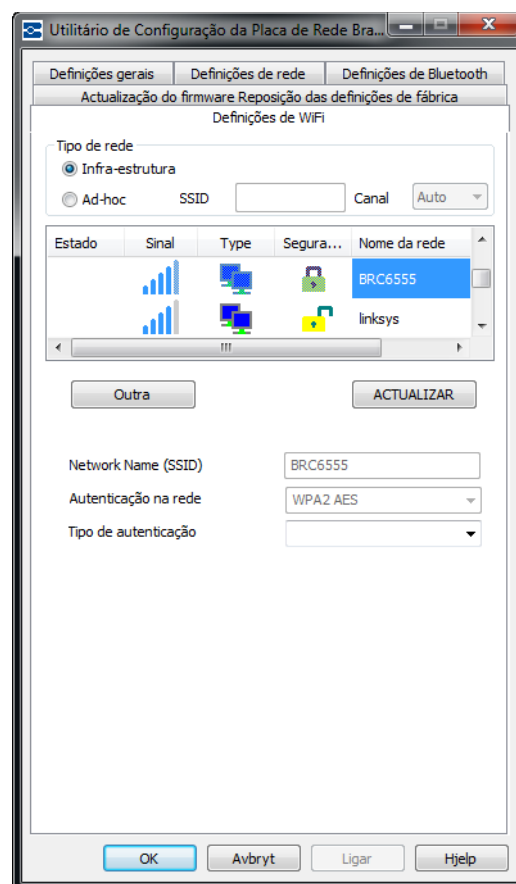 Utilitário de Configuração da Placa de Rede Bra...
Definições gerais Definições de rede Definições de Bluetooth
Actualização do firmware Reposição das definições de fábrica
Definições de WiFi
Tipo de rede
Infra-estrutura
Ad-hoc SSID Canal Auto
Estado Sinal Type Segura... Nome da rede
BRC6555
linksys
Outra ACTUALIZAR
Network Name (SSID) BRC6555
Autenticação na rede WPA2 AES
Tipo de autenticação
OK Avbryt Ligar Hjelp